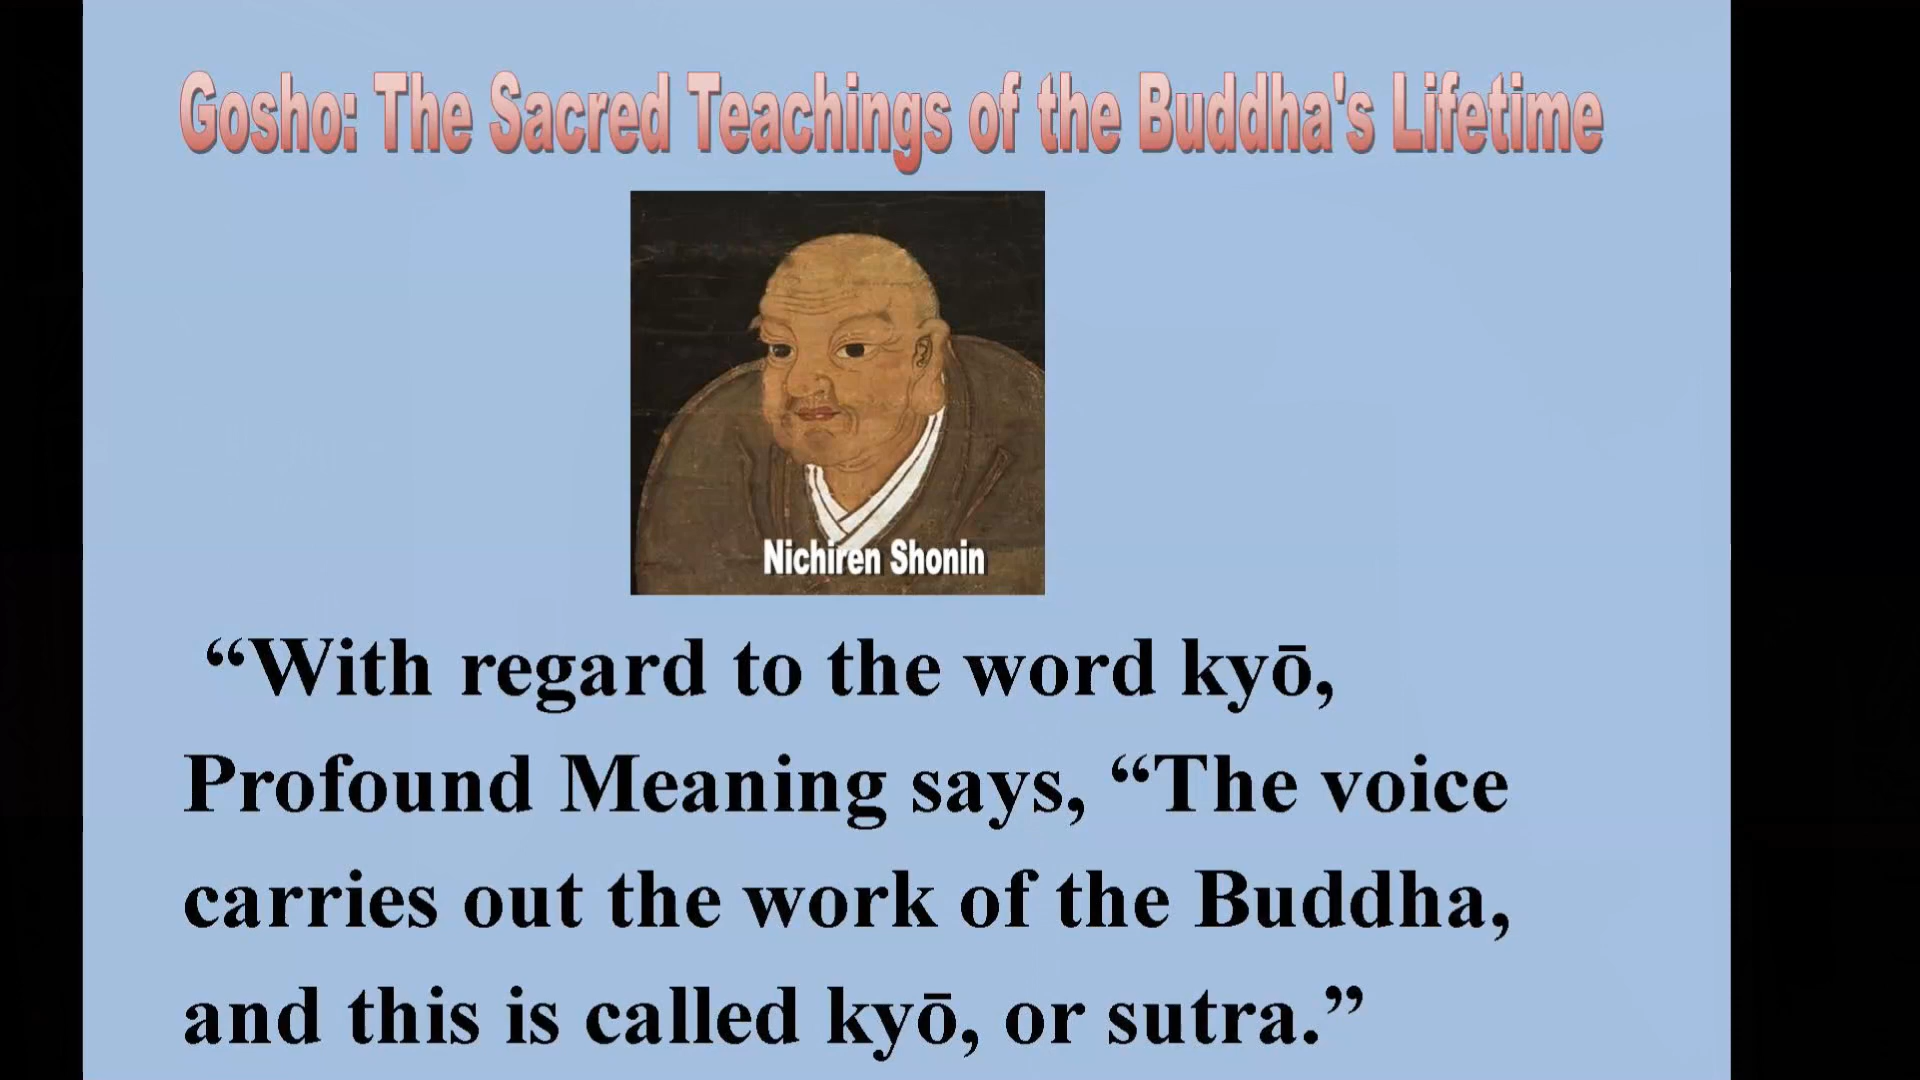 Gosho: The Sacred Teachings of the Buddha's Lifetime
Nichiren Shonin
“With regard to the word kyō,
Profound Meaning says, “The voice
carries out the work of the Buddha,
and this is called kyō, or sutra.”